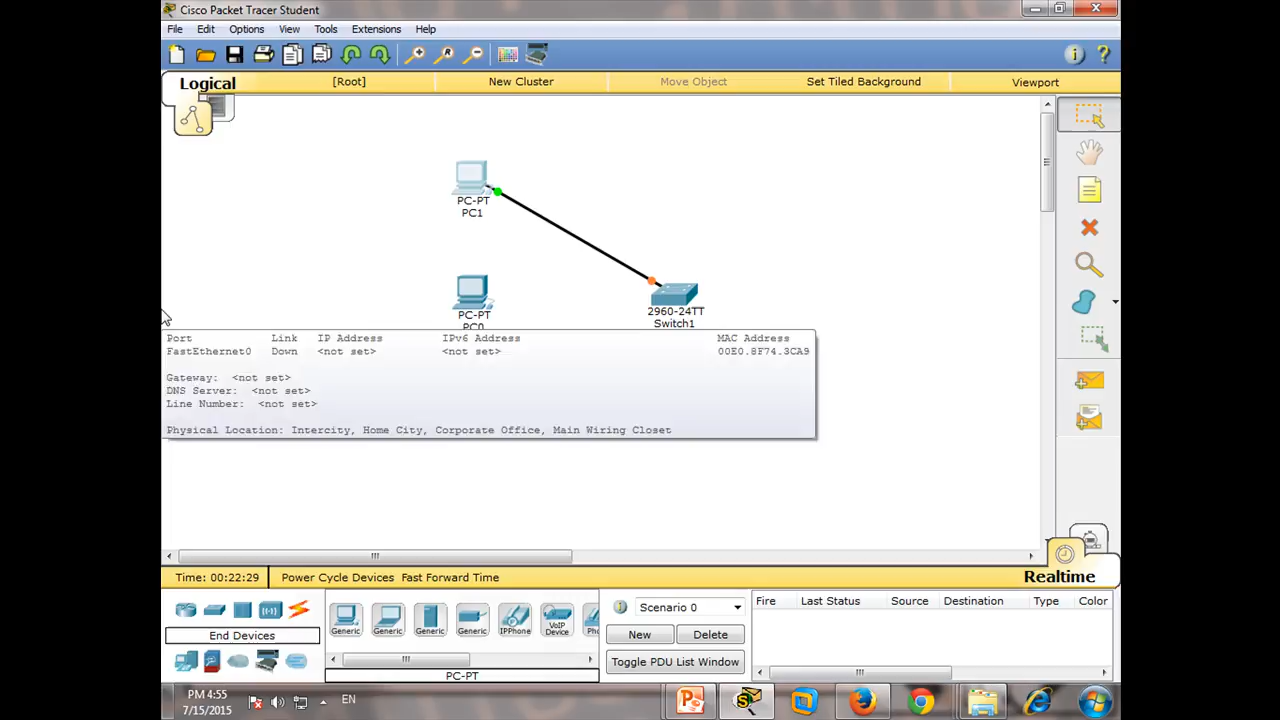 Cisco Packet Tracer Student
File Edit Options View Tools Extensions Help
Logical [Root] New Cluster Move Object Set Tiled Background Viewport
PC-PT
PC1
PC-PT
PC0
2960-24TT
Switch1
Port Link IP Address IPv6 Address MAC Address
FastEthernet0 Down <not set> <not set> 00E0.8F74.3CA9
Gateway: <not set>
DNS Server: <not set>
Line Number: <not set>
Physical Location: Intercity, Home City, Corporate Office, Main Wiring Closet
Realtime
Time: 00:22:29 Power Cycle Devices Fast Forward Time
End Devices
Generic Generic Generic Generic IPPhone VoIP Device
PC-PT
Scenario 0
New Delete
Toggle PDU List Window
Fire Last Status Source Destination Type Color
PM 4:55
7/15/2015
EN